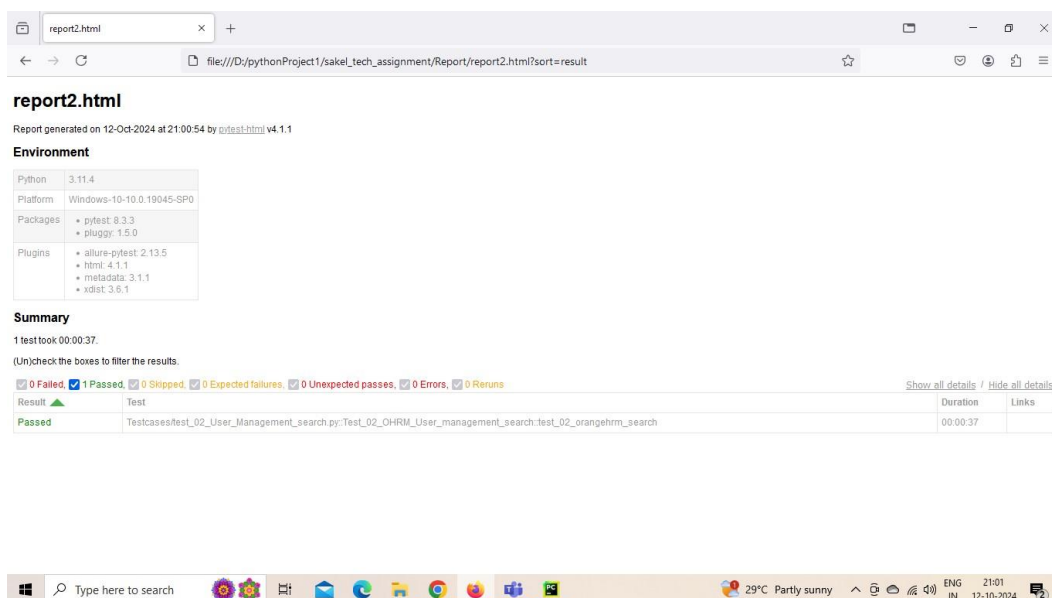 report2.html
file:///D:/pythonProject1/sakel_tech_assignment/Report/report2.html?sort=result
report2.html
Report generated on 12-Oct-2024 at 21:00:54 by pytest-html v4.1.1
Environment
Python 3.11.4
Platform Windows-10-10.0.19045-SP0
Packages • pytest: 8.3.3
• pluggy: 1.5.0
Plugins • allure-pytest: 2.13.5
• html: 4.1.1
• metadata: 3.1.1
• xdist: 3.6.1
Summary
1 test took 00:00:37.
(Un)check the boxes to filter the results.
0 Failed, 1 Passed, 0 Skipped, 0 Expected failures, 0 Unexpected passes, 0 Errors, 0 Reruns Show all details / Hide all details
Result Test Duration Links
Passed Testcases/test_02_User_Management_search.py::Test_02_OHRM_User_management_search::test_02_orangehrm_search 00:00:37
Type here to search PC 29°C Partly sunny ENG 21:01
IN 12-10-2024